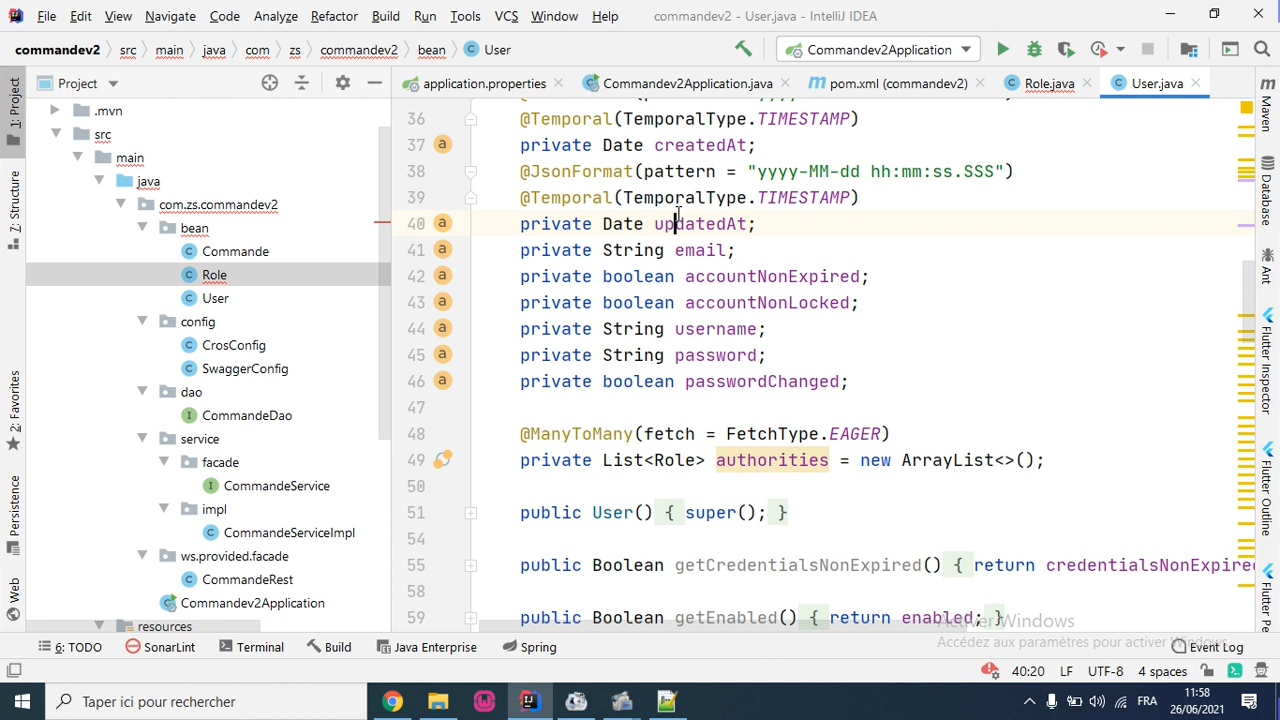 File Edit View Navigate Code Analyze Refactor Build Run Tools VCS Window Help commandev2 - User.java - IntelliJ IDEA
commandev2 src main java com zs commandev2 bean User Commandev2Application
Project application.properties Commandev2Application.java pom.xml (commandev2) Role.java User.java
.mvn
src
main
java
com.zs.commandev2
bean
Commande
Role
User
config
CrosConfig
SwaggerConfig
dao
CommandeDao
service
facade
CommandeService
impl
CommandeServiceImpl
ws.provided.facade
CommandeRest
Commandev2Application
resources
36 @Temporal(TemporalType.TIMESTAMP)
37 private Date createdAt;
38 @JsonFormat(pattern = "yyyy-MM-dd hh:mm:ss.SSS")
39 @Temporal(TemporalType.TIMESTAMP)
40 private Date updatedAt;
41 private String email;
42 private boolean accountNonExpired;
43 private boolean accountNonLocked;
44 private String username;
45 private String password;
46 private boolean passwordChanged;
47
48 @ManyToMany(fetch = FetchType.EAGER)
49 private List<Role> authorities = new ArrayList<>();
50
51 public User() { super(); }
54
55 public Boolean getCredentialsNonExpired() { return credentialsNonExpired
58
59 public Boolean getEnabled() { return enabled; }
1: Project
7: Structure
2: Favorites
Persistence
Web
Maven
Database
Ant
Flutter Inspector
Flutter Outline
Flutter Pe
Activer Windows
Accédez aux paramètres pour activer Windows.
6: TODO SonarLint Terminal Build Java Enterprise Spring Event Log
40:20 LF UTF-8 4 spaces
Taper ici pour rechercher FRA 11:58
26/06/2021